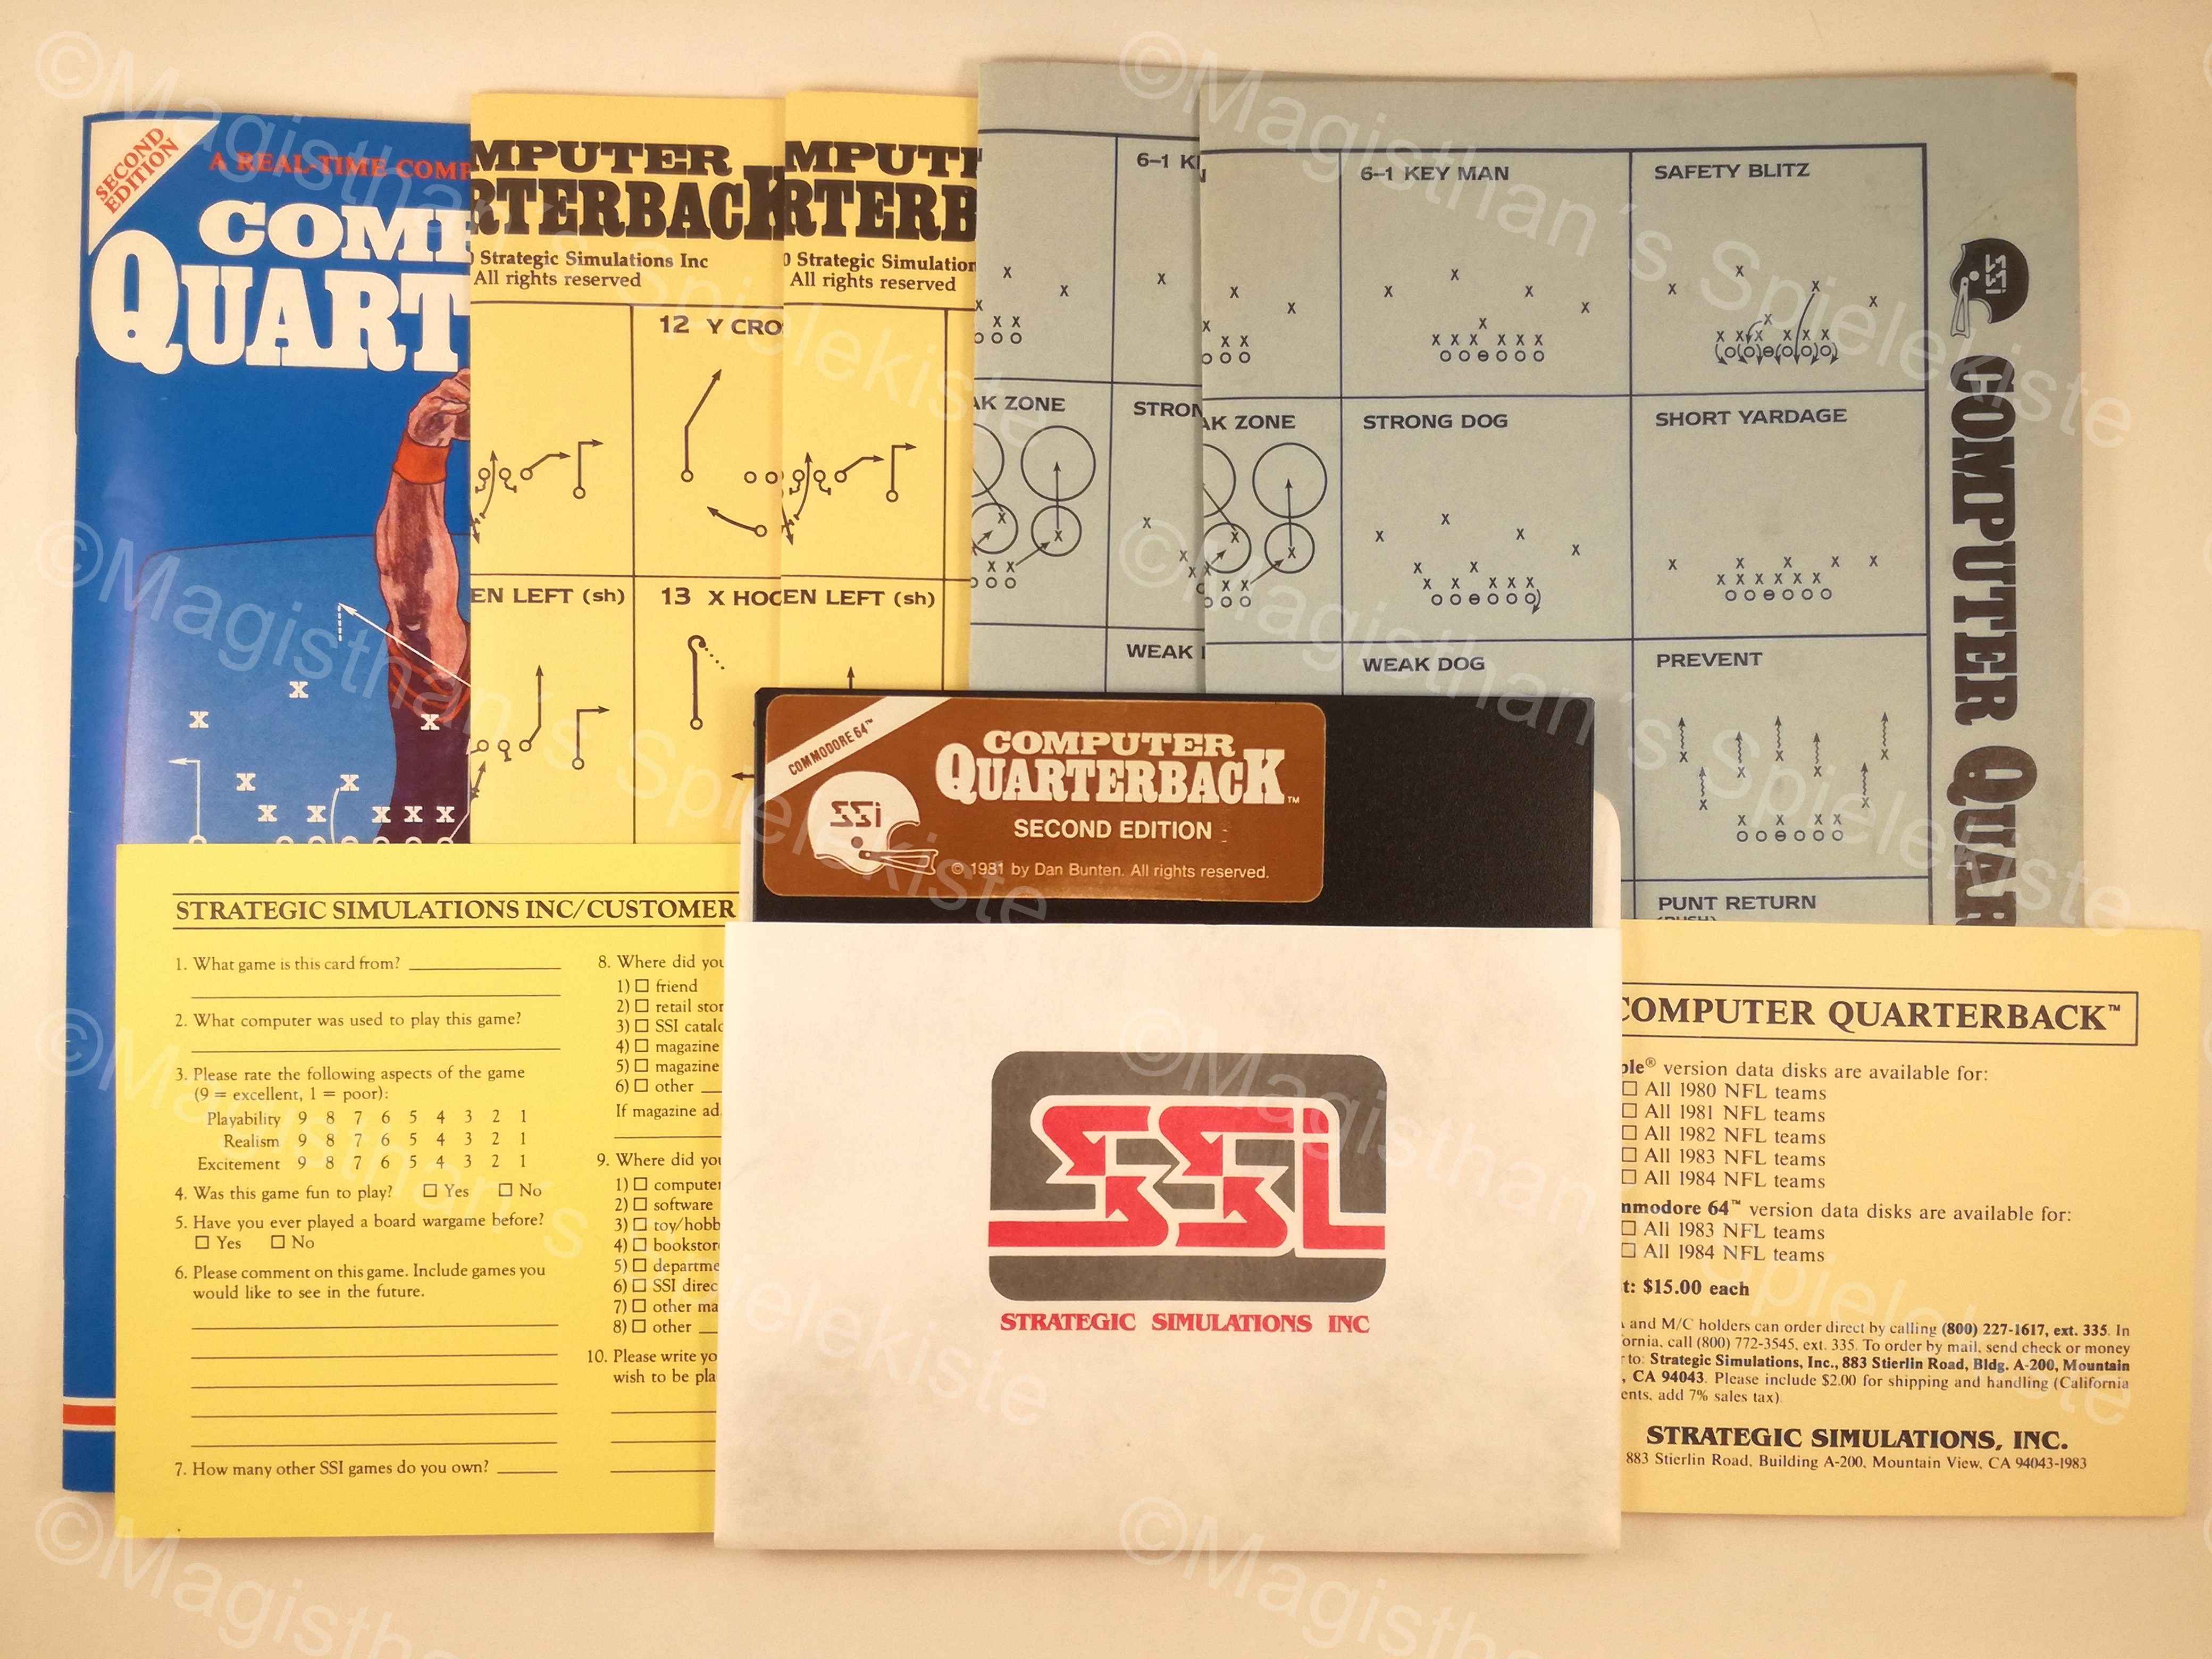 SECOND
EDITION
A REAL-TIME COMP
COMP
QUART
MPUTER
RTERBACK
Strategic Simulations Inc
All rights reserved
12 Y CRO
EN LEFT (sh)
13 X HOO
MPUT
RTERB
0 Strategic Simulation
All rights reserved
EN LEFT (sh)
6-1 K
AK ZONE
STRON
WEAK
6-1 KEY MAN
SAFETY BLITZ
AK ZONE
STRONG DOG
SHORT YARDAGE
WEAK DOG
PREVENT
PUNT RETURN
(RUSH)
SSi
COMPUTER QUAR
COMMODORE 64™
COMPUTER
QUARTERBACK™
SSi
SECOND EDITION
© 1981 by Dan Bunten. All rights reserved.
SSI
STRATEGIC SIMULATIONS INC
STRATEGIC SIMULATIONS INC/CUSTOMER
1. What game is this card from?
2. What computer was used to play this game?
3. Please rate the following aspects of the game
(9 = excellent, 1 = poor):
Playability 9 8 7 6 5 4 3 2 1
Realism 9 8 7 6 5 4 3 2 1
Excitement 9 8 7 6 5 4 3 2 1
4. Was this game fun to play? □ Yes □ No
5. Have you ever played a board wargame before?
□ Yes □ No
6. Please comment on this game. Include games you
would like to see in the future.
7. How many other SSI games do you own?
8. Where did you
1) □ friend
2) □ retail stor
3) □ SSI catalo
4) □ magazine
5) □ magazine
6) □ other
If magazine ad
9. Where did you
1) □ computer
2) □ software
3) □ toy/hobb
4) □ bookstor
5) □ departme
6) □ SSI direc
7) □ other ma
8) □ other
10. Please write yo
wish to be pla
COMPUTER QUARTERBACK™
ple® version data disks are available for:
□ All 1980 NFL teams
□ All 1981 NFL teams
□ All 1982 NFL teams
□ All 1983 NFL teams
□ All 1984 NFL teams
mmodore 64™ version data disks are available for:
□ All 1983 NFL teams
□ All 1984 NFL teams
t: $15.00 each
and M/C holders can order direct by calling (800) 227-1617, ext. 335. In
ornia, call (800) 772-3545, ext. 335. To order by mail, send check or money
to: Strategic Simulations, Inc., 883 Stierlin Road, Bldg. A-200, Mountain
, CA 94043. Please include $2.00 for shipping and handling (California
ents, add 7% sales tax).
STRATEGIC SIMULATIONS, INC.
883 Stierlin Road, Building A-200, Mountain View, CA 94043-1983
©Magisthan's Spielekiste
©Magisthan's Spielekiste
©Magisthan's Spielekiste
©Magisthan's Spielekiste
©Magisthan's Spielekiste
©Magisthan's Spielekiste
©Magisth
©Magisth